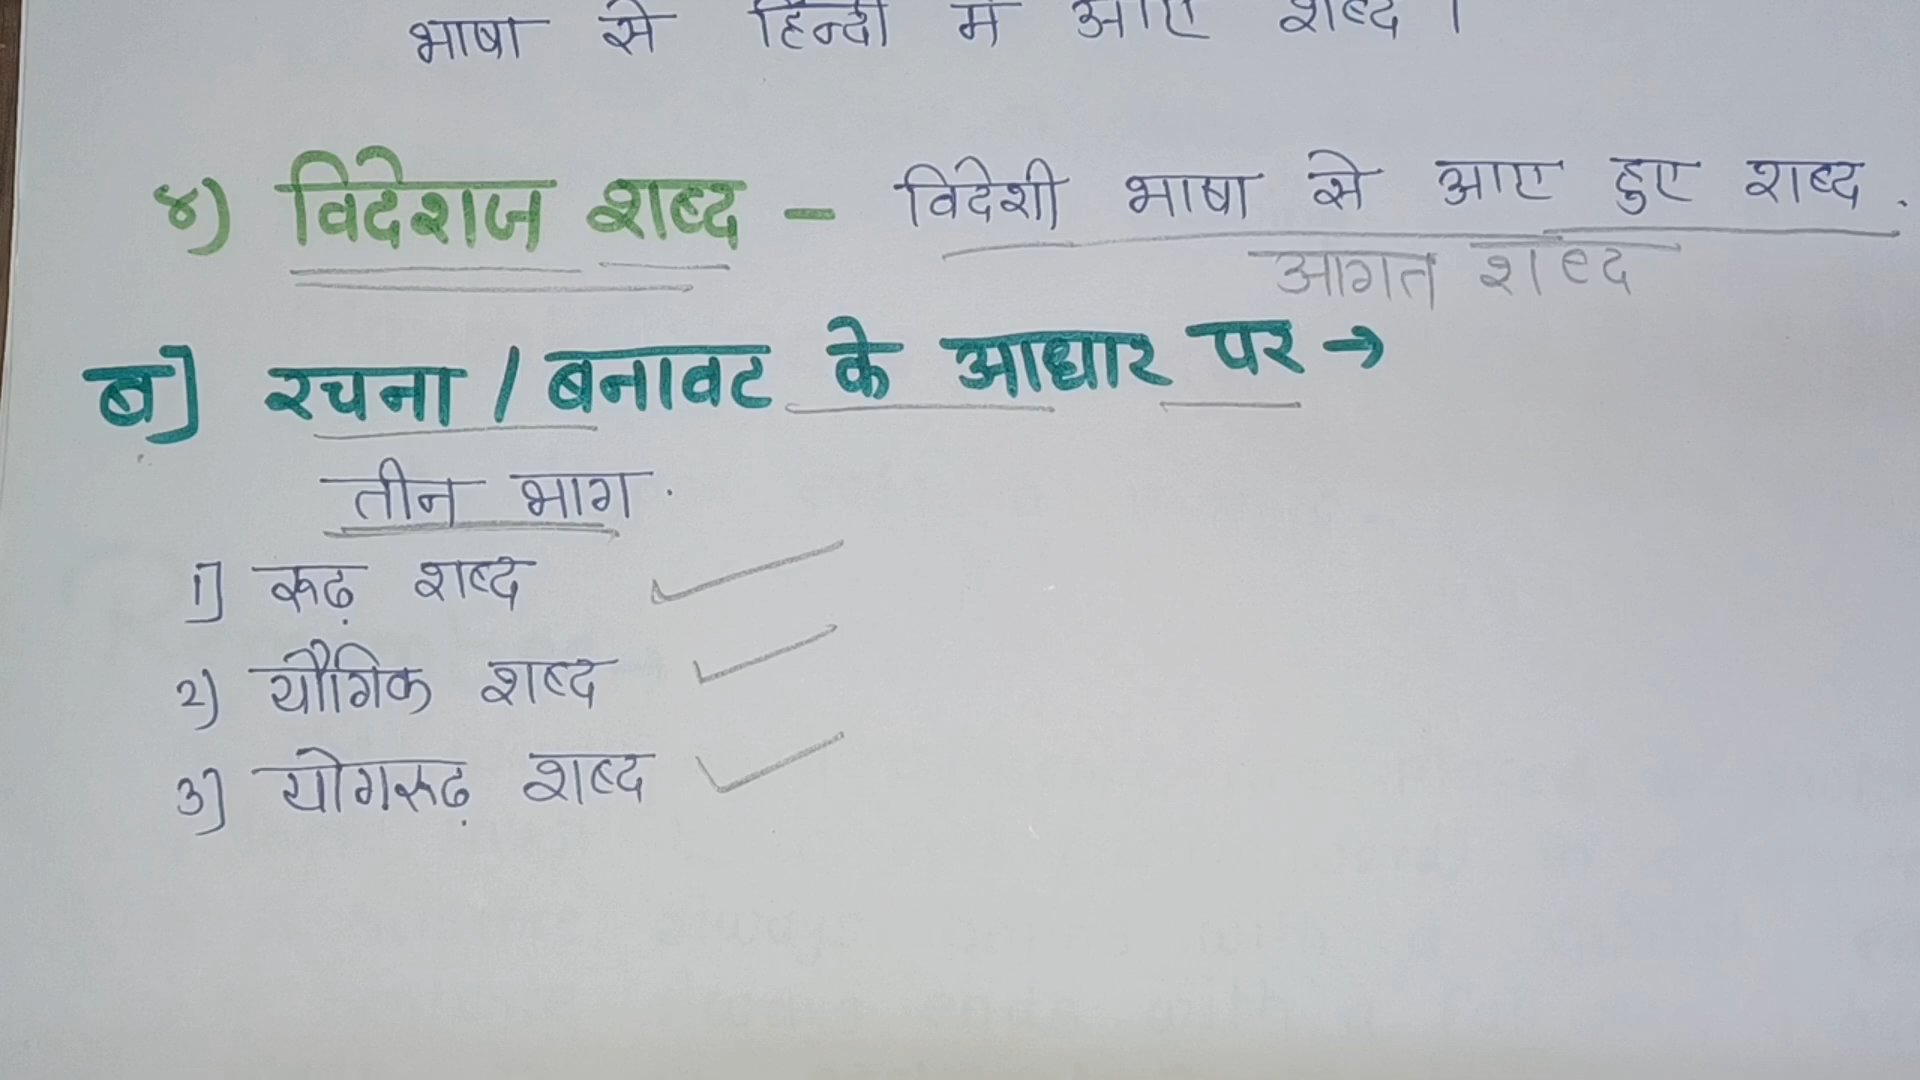 भाषा से हिन्दी में आए शब्द ।
४) विदेशज शब्द – विदेशी भाषा से आए हुए शब्द .
आगत शब्द
ब] रचना / बनावट के आधार पर →
तीन भाग .
1] रूढ़ शब्द
2) यौगिक शब्द
3] योगरूढ़ शब्द